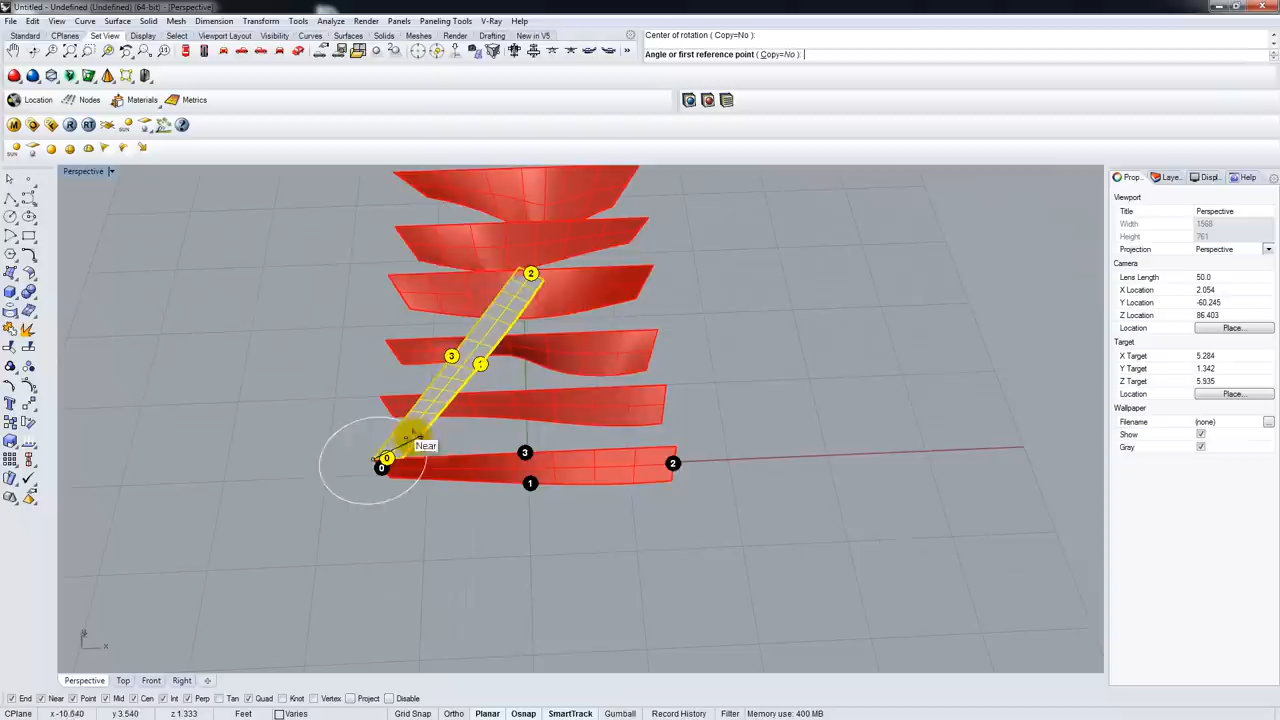 Untitled - Undefined (Undefined) (64-bit) - [Perspective]
File Edit View Curve Surface Solid Mesh Dimension Transform Tools Analyze Render Panels Paneling Tools V-Ray Help
Standard CPlanes Set View Display Select Viewport Layout Visibility Curves Surfaces Solids Meshes Render Drafting New in V5
Center of rotation ( Copy=No ):
Angle or first reference point ( Copy=No ):
Location Nodes Materials Metrics
Perspective
Prop... Laye... Displ... Help
Viewport
Title Perspective
Width 1568
Height 761
Projection Perspective
Camera
Lens Length 50.0
X Location 2.054
Y Location -60.245
Z Location 86.403
Location Place...
Target
X Target 5.284
Y Target 1.342
Z Target 5.935
Location Place...
Wallpaper
Filename (none)
Show
Gray
2
3
Near
0
0
3
2
1
Perspective Top Front Right
End Near Point Mid Cen Int Perp Tan Quad Knot Vertex Project Disable
CPlane x -10.640 y 3.540 z 1.333 Feet Varies Grid Snap Ortho Planar Osnap SmartTrack Gumball Record History Filter Memory use: 400 MB